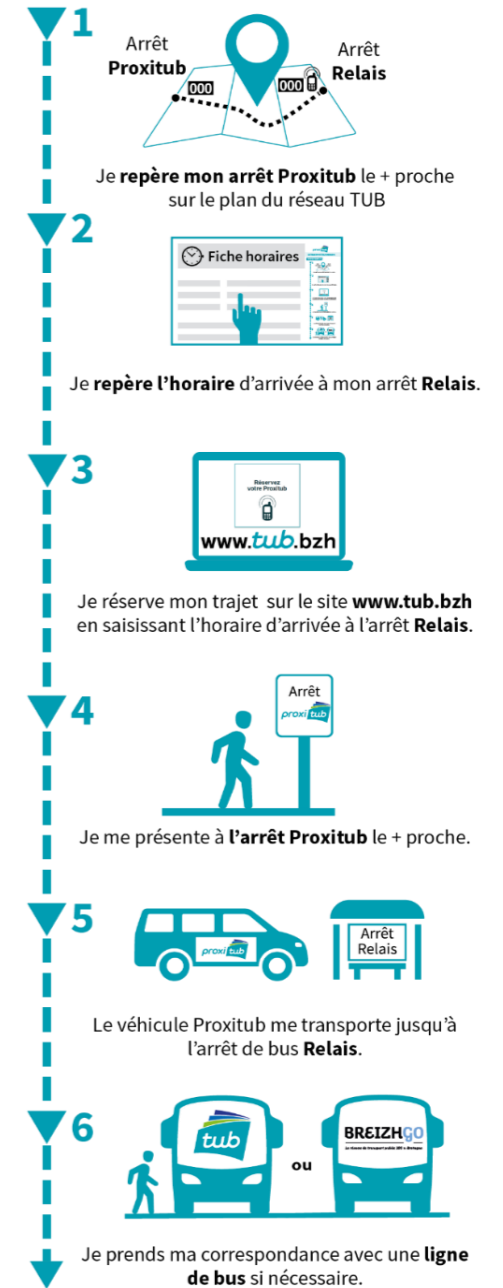 1
Arrêt
Proxitub
Arrêt
Relais
000
000
Je repère mon arrêt Proxitub le + proche
sur le plan du réseau TUB
2
Fiche horaires
Je repère l'horaire d'arrivée à mon arrêt Relais.
3
Réservez
votre Proxitub
www.tub.bzh
Je réserve mon trajet sur le site www.tub.bzh
en saisissant l'horaire d'arrivée à l'arrêt Relais.
4
Arrêt
proxitub
Je me présente à l'arrêt Proxitub le + proche.
5
proxitub
Arrêt
Relais
Le véhicule Proxitub me transporte jusqu'à
l'arrêt de bus Relais.
6
tub
ou
BREIZHGO
Je prends ma correspondance avec une ligne
de bus si nécessaire.